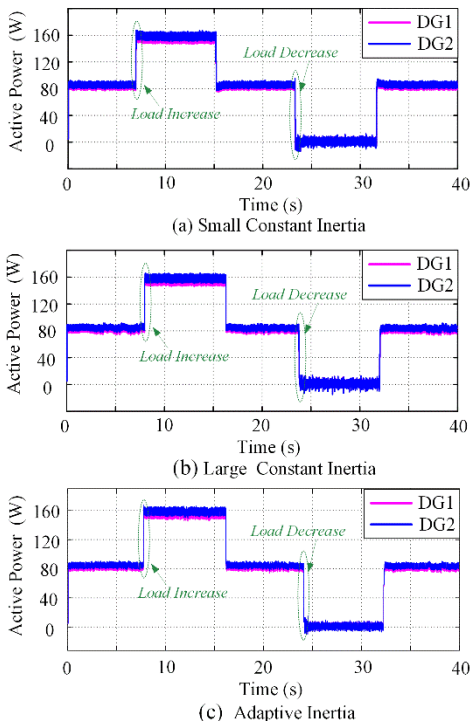 Active Power (W)
160
120
80
40
0
DG1
DG2
Load Decrease
Load Increase
0 10 20 30 40
Time (s)
(a) Small Constant Inertia
Active Power (W)
160
120
80
40
0
DG1
DG2
Load Decrease
Load Increase
0 10 20 30 40
Time (s)
(b) Large Constant Inertia
Active Power (W)
160
120
80
40
0
DG1
DG2
Load Decrease
Load Increase
0 10 20 30 40
Time (s)
(c) Adaptive Inertia